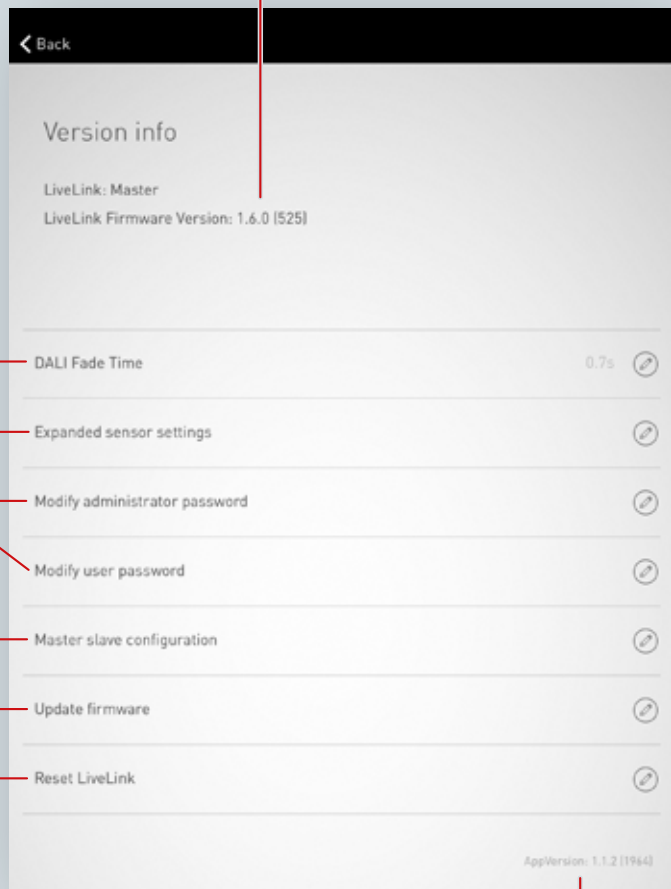 Back
Version info
LiveLink: Master
LiveLink Firmware Version: 1.6.0 (525)
DALI Fade Time 0.7s
Expanded sensor settings
Modify administrator password
Modify user password
Master slave configuration
Update firmware
Reset LiveLink
AppVersion: 1.1.2 (1964)